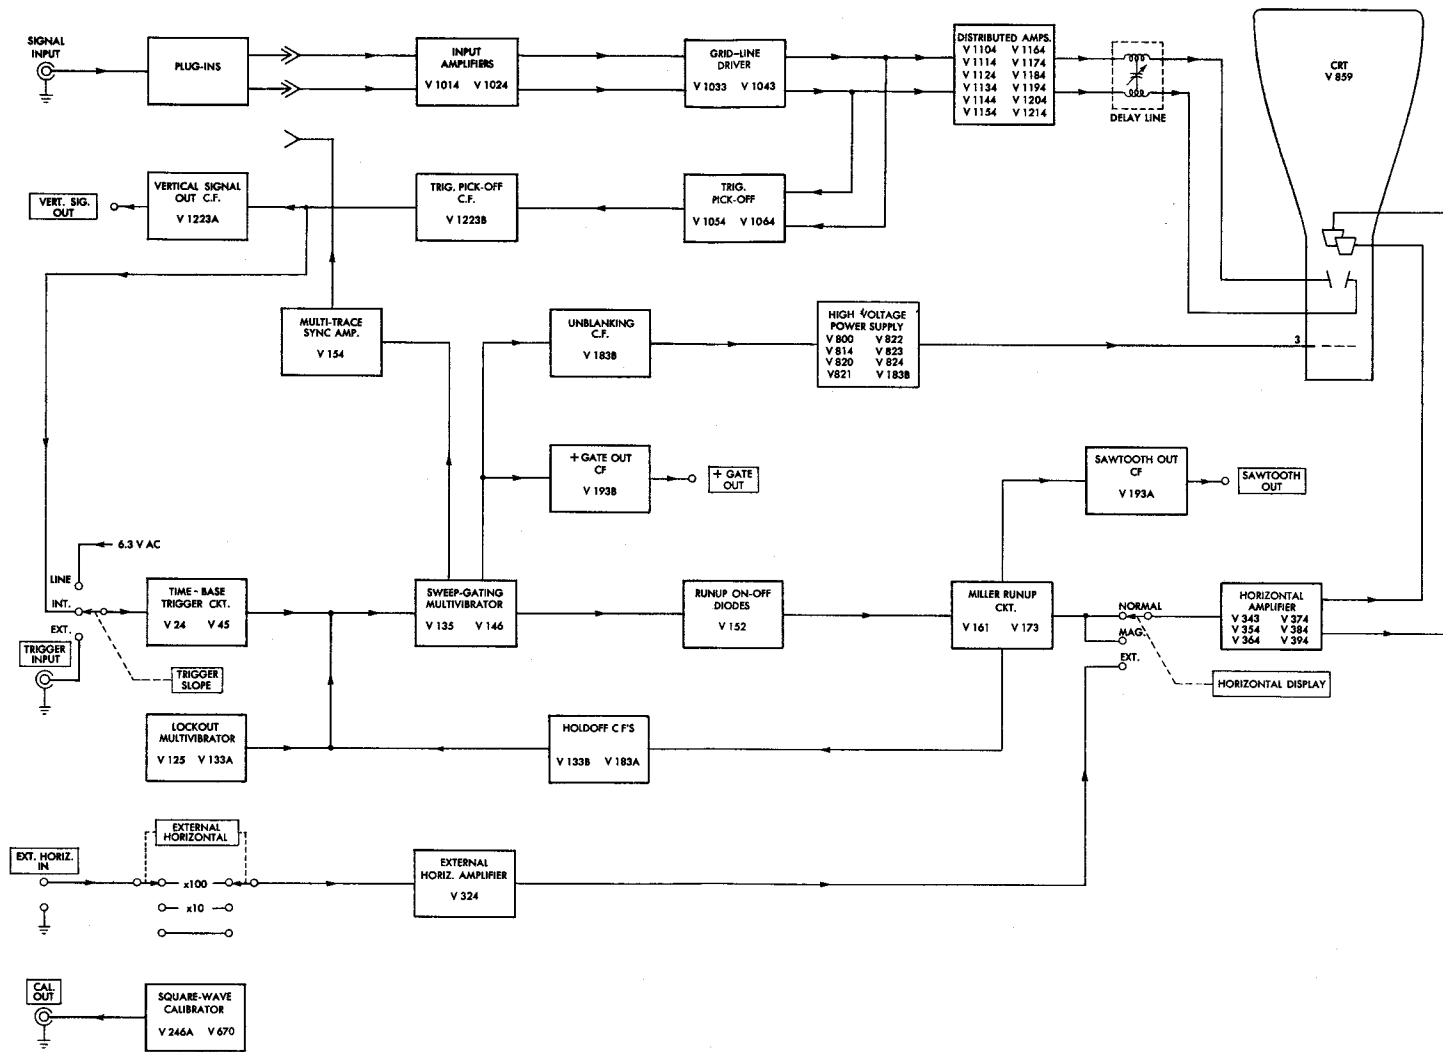 SIGNAL
INPUT
PLUG-INS
INPUT
AMPLIFIERS
V 1014 V 1024
GRID-LINE
DRIVER
V 1033 V 1043
DISTRIBUTED AMPS.
V 1104 V 1164
V 1114 V 1174
V 1124 V 1184
V 1134 V 1194
V 1144 V 1204
V 1154 V 1214
DELAY LINE
CRT
V 859
VERT. SIG.
OUT
VERTICAL SIGNAL
OUT C.F.
V 1223A
TRIG. PICK-OFF
C.F.
V 1223B
TRIG.
PICK-OFF
V 1054 V 1064
MULTI-TRACE
SYNC AMP.
V 154
UNBLANKING
C.F.
V 183B
HIGH VOLTAGE
POWER SUPPLY
V 800 V 822
V 814 V 823
V 820 V 824
V821 V 183B
3
+ GATE OUT
CF
V 193B
+ GATE
OUT
SAWTOOTH OUT
CF
V 193A
SAWTOOTH
OUT
6.3 V AC
LINE
INT.
EXT.
TRIGGER
INPUT
TIME - BASE
TRIGGER CKT.
V 24 V 45
TRIGGER
SLOPE
SWEEP-GATING
MULTIVIBRATOR
V 135 V 146
RUNUP ON-OFF
DIODES
V 152
MILLER RUNUP
CKT.
V 161 V 173
NORMAL
MAG.
EXT.
HORIZONTAL
AMPLIFIER
V 343 V 374
V 354 V 384
V 364 V 394
HORIZONTAL DISPLAY
LOCKOUT
MULTIVIBRATOR
V 125 V 133A
HOLDOFF C F'S
V 133B V 183A
EXTERNAL
HORIZONTAL
EXT. HORIZ.
IN
x100
x10
EXTERNAL
HORIZ. AMPLIFIER
V 324
CAL.
OUT
SQUARE-WAVE
CALIBRATOR
V 246A V 670